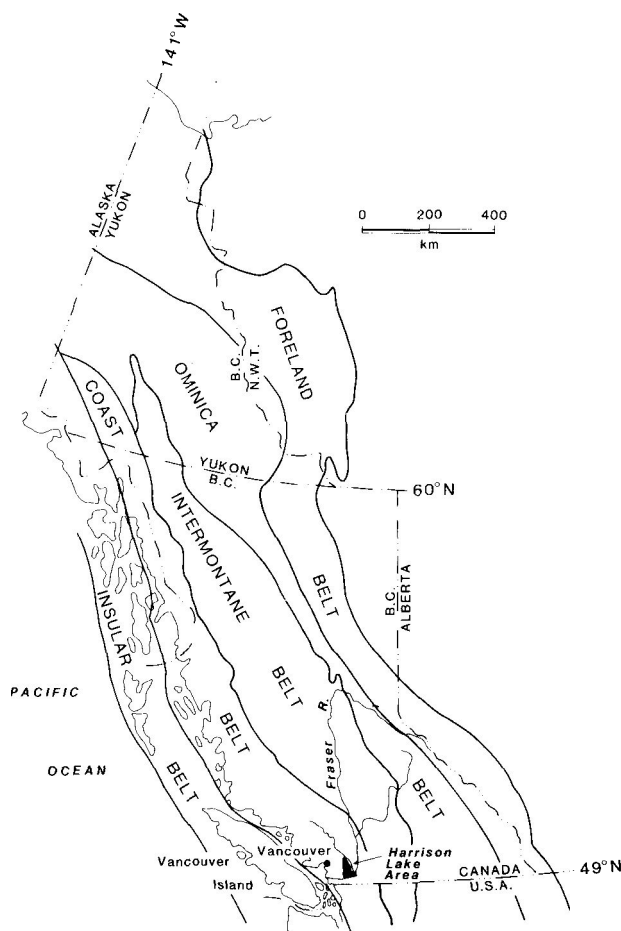 141°W
ALASKA
YUKON
0 200 400
km
FORELAND
B.C.
N.W.T.
OMINICA
COAST
YUKON
B.C.
60°N
INTERMONTANE
BELT
B.C.
ALBERTA
INSULAR
PACIFIC
OCEAN
BELT
BELT
BELT
Fraser R.
BELT
Vancouver
Island
Vancouver
Harrison
Lake
Area
CANADA
U.S.A.
49°N